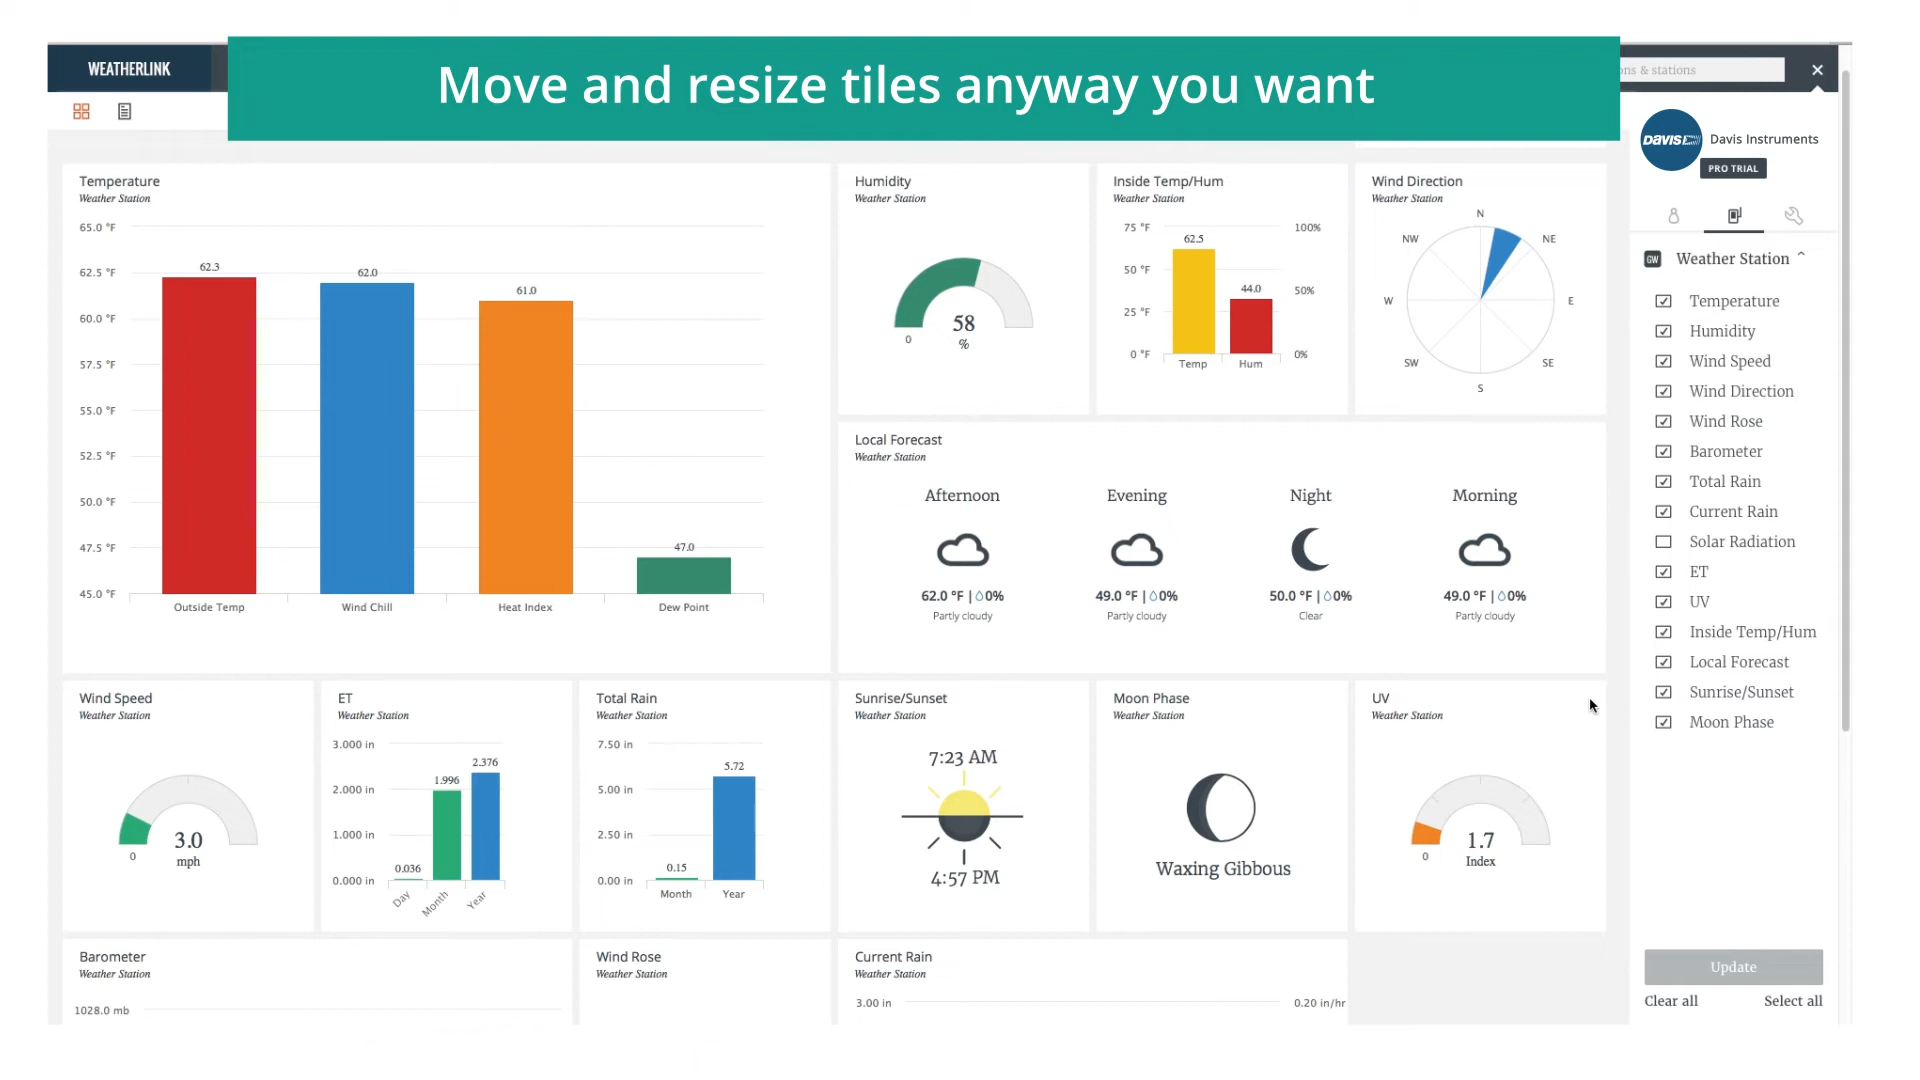 Move and resize tiles anyway you want
WEATHERLINK
ns & stations
DAVIS
Davis Instruments
PRO TRIAL
Temperature
Weather Station
65.0 °F
62.5 °F
60.0 °F
57.5 °F
55.0 °F
52.5 °F
50.0 °F
47.5 °F
45.0 °F
62.3
62.0
61.0
47.0
Outside Temp
Wind Chill
Heat Index
Dew Point
Humidity
Weather Station
58
0
%
Inside Temp/Hum
Weather Station
75 °F
50 °F
25 °F
0 °F
62.5
44.0
100%
50%
0%
Temp
Hum
Wind Direction
Weather Station
N
NW
NE
W
E
SW
SE
S
Local Forecast
Weather Station
Afternoon
Evening
Night
Morning
62.0 °F | 0%
49.0 °F | 0%
50.0 °F | 0%
49.0 °F | 0%
Partly cloudy
Partly cloudy
Clear
Partly cloudy
Wind Speed
Weather Station
3.0
0
mph
ET
Weather Station
3.000 in
2.000 in
1.000 in
0.000 in
0.036
1.996
2.376
Day
Month
Year
Total Rain
Weather Station
7.50 in
5.00 in
2.50 in
0.00 in
0.15
5.72
Month
Year
Sunrise/Sunset
Weather Station
7:23 AM
4:57 PM
Moon Phase
Weather Station
Waxing Gibbous
UV
Weather Station
1.7
0
Index
Barometer
Weather Station
1028.0 mb
Wind Rose
Weather Station
Current Rain
Weather Station
3.00 in
0.20 in/hr
GW
Weather Station
Temperature
Humidity
Wind Speed
Wind Direction
Wind Rose
Barometer
Total Rain
Current Rain
Solar Radiation
ET
UV
Inside Temp/Hum
Local Forecast
Sunrise/Sunset
Moon Phase
Update
Clear all
Select all